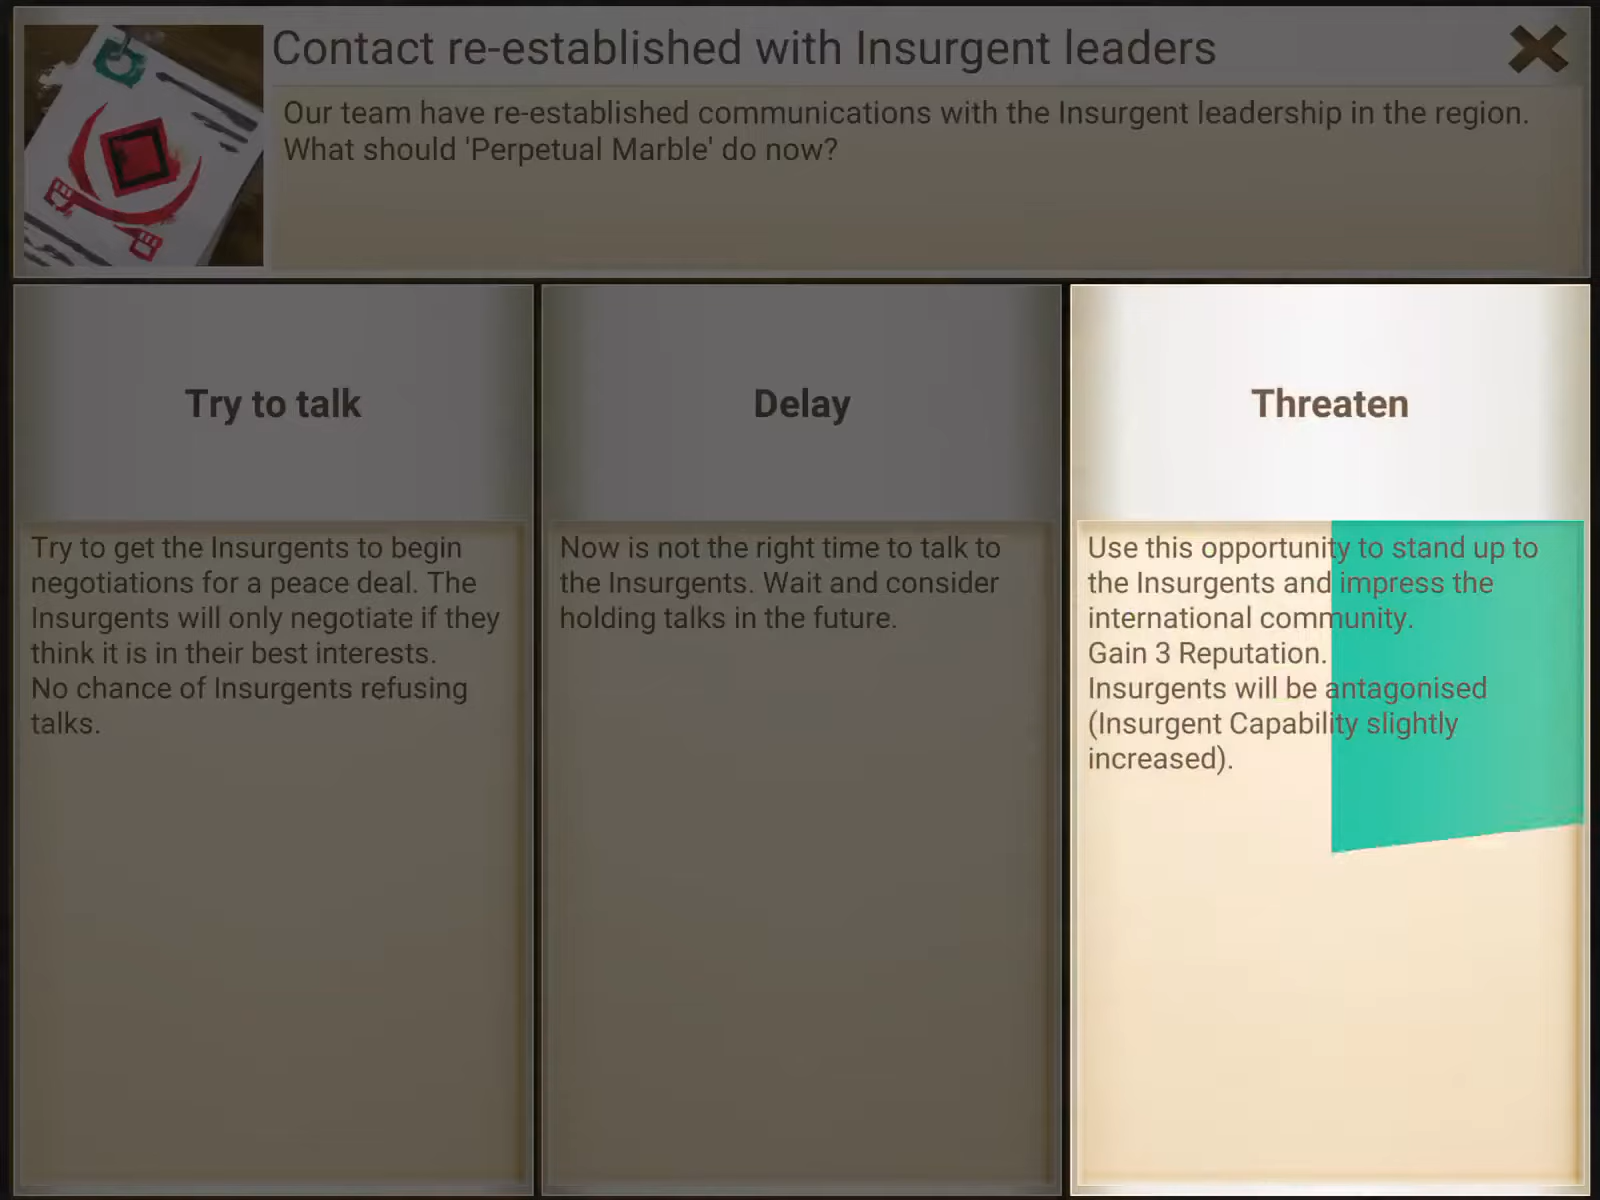 Contact re-established with Insurgent leaders
Our team have re-established communications with the Insurgent leadership in the region.
What should 'Perpetual Marble' do now?
Try to talk
Try to get the Insurgents to begin
negotiations for a peace deal. The
Insurgents will only negotiate if they
think it is in their best interests.
No chance of Insurgents refusing
talks.
Delay
Now is not the right time to talk to
the Insurgents. Wait and consider
holding talks in the future.
Threaten
Use this opportunity to stand up to
the Insurgents and impress the
international community.
Gain 3 Reputation.
Insurgents will be antagonised
(Insurgent Capability slightly
increased).